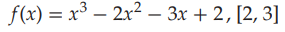 f(x) = x³ – 2x² – 3x + 2, [2, 3]